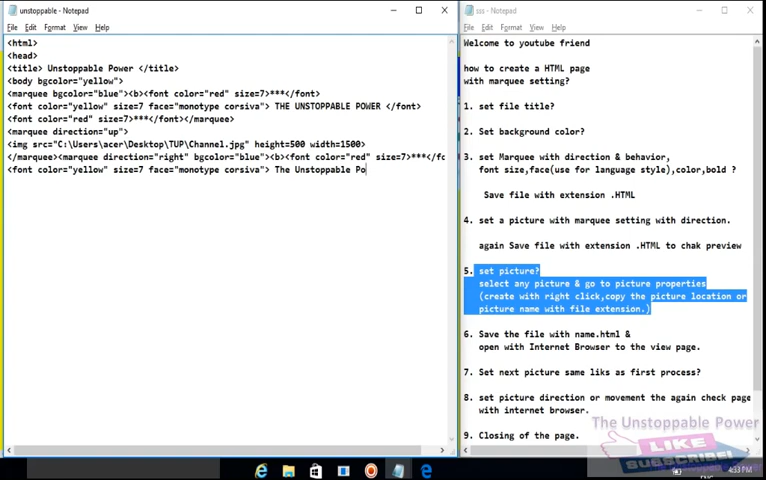 unstoppable - Notepad
File Edit Format View Help
<html>
<head>
<title> Unstoppable Power </title>
<body bgcolor="yellow">
<marquee bgcolor="blue"><b><font color="red" size=7>***</font>
<font color="yellow" size=7 face="monotype corsiva"> THE UNSTOPPABLE POWER </font>
<font color="red" size=7>***</font></marquee>
<marquee direction="up">
<img src="C:\Users\acer\Desktop\TUP\Channel.jpg" height=500 width=1500>
</marquee><marquee direction="right" bgcolor="blue"><b><font color="red" size=7>***</fo
<font color="yellow" size=7 face="monotype corsiva"> The Unstoppable Po
sss - Notepad
File Edit Format View Help
Welcome to youtube friend
how to create a HTML page
with marquee setting?
1. set file title?
2. Set background color?
3. set Marquee with direction & behavior,
font size,face(use for language style),color,bold ?
Save file with extension .HTML
4. set a picture with marquee setting with direction.
again Save file with extension .HTML to chak preview
5. set picture?
select any picture & go to picture properties
(create with right click,copy the picture location or
picture name with file extension.)
6. Save the file with name.html &
open with Internet Browser to the view page.
7. Set next picture same liks as first process?
8. set picture direction or movement the again check page
with internet browser.
9. Closing of the page.
The Unstoppable Power
LIKE
SUBSCRIBE!
4:33 PM